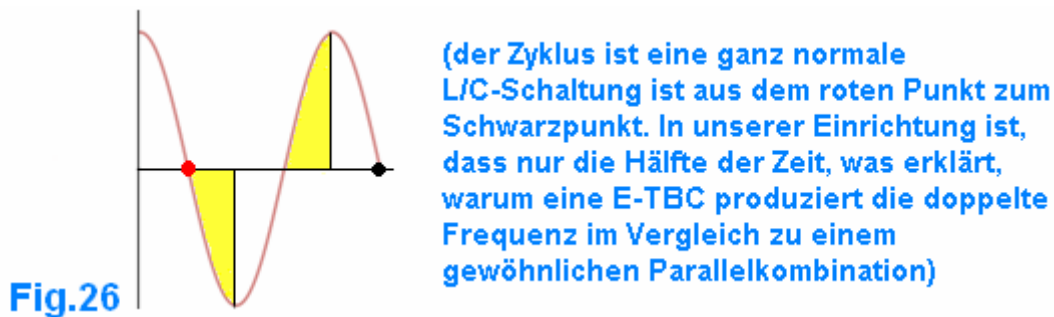 (der Zyklus ist eine ganz normale
L/C-Schaltung ist aus dem roten Punkt zum
Schwarzpunkt. In unserer Einrichtung ist,
dass nur die Hälfte der Zeit, was erklärt,
warum eine E-TBC produziert die doppelte
Frequenz im Vergleich zu einem
gewöhnlichen Parallelkombination)
Fig.26